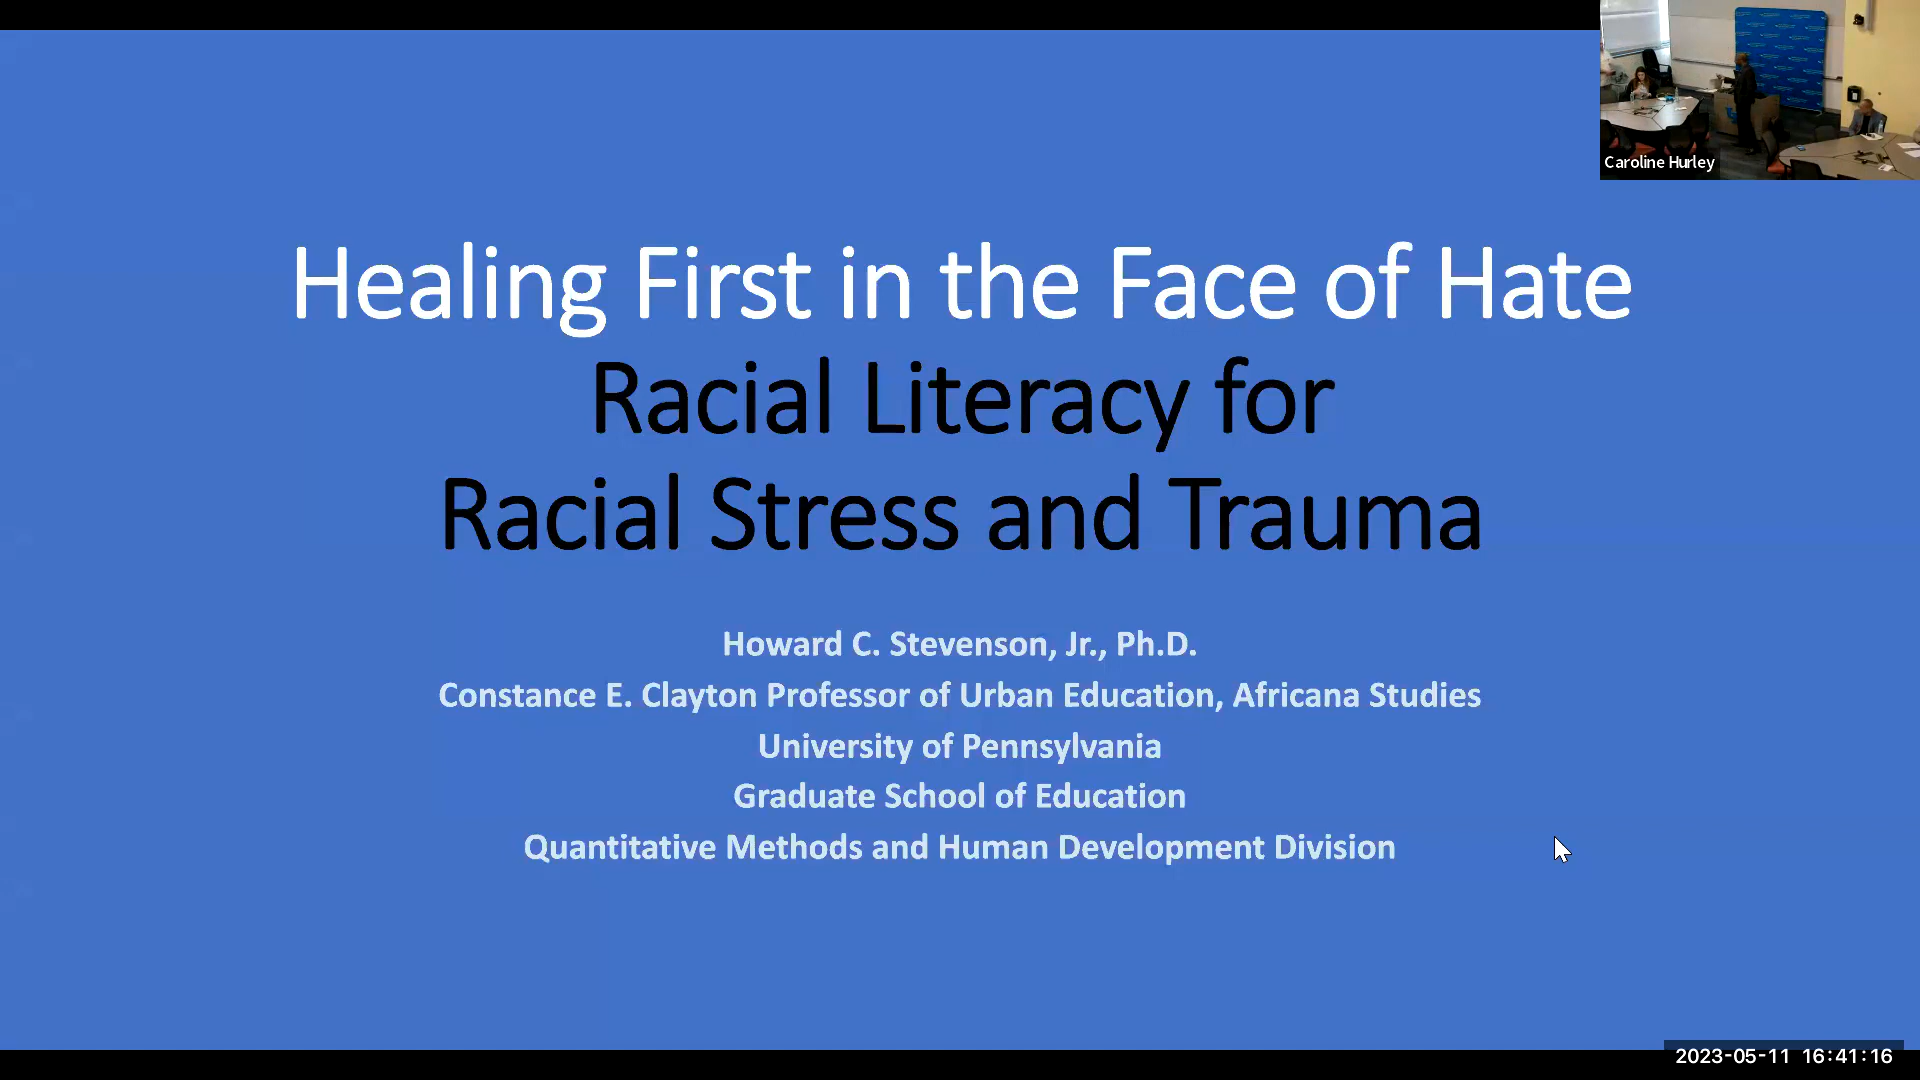 Caroline Hurley
Healing First in the Face of Hate
Racial Literacy for
Racial Stress and Trauma
Howard C. Stevenson, Jr., Ph.D.
Constance E. Clayton Professor of Urban Education, Africana Studies
University of Pennsylvania
Graduate School of Education
Quantitative Methods and Human Development Division
2023-05-11 16:41:16